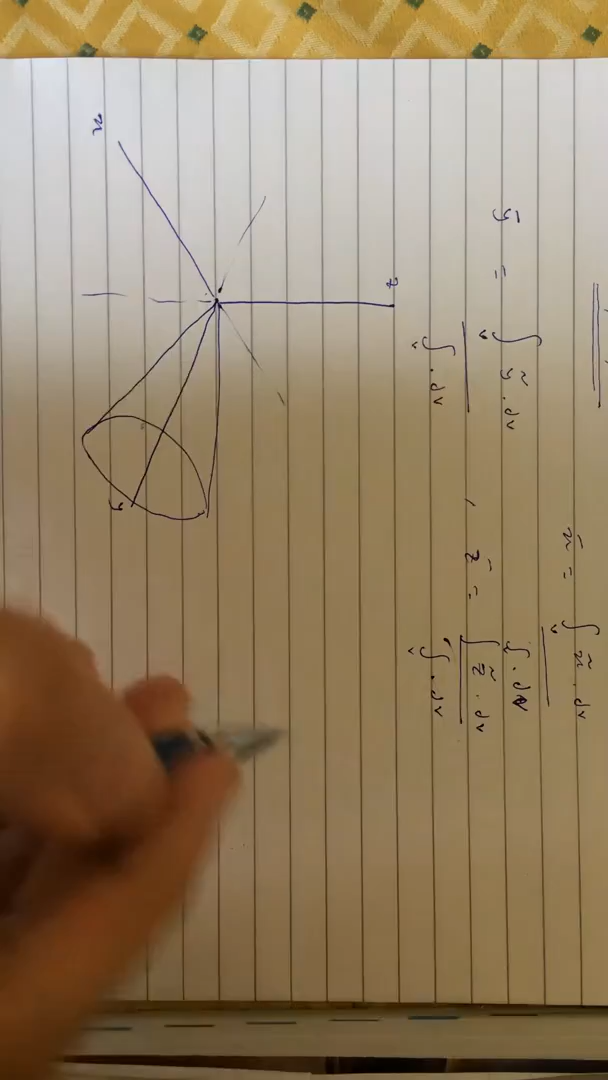 x̄ = ∫ᵥ x̃ . dv / ∫ᵥ . dv
ȳ = ∫ᵥ ỹ . dv / ∫ᵥ . dv , z̄ = ∫ z̃ . dv / ∫ᵥ . dv
z
x
y